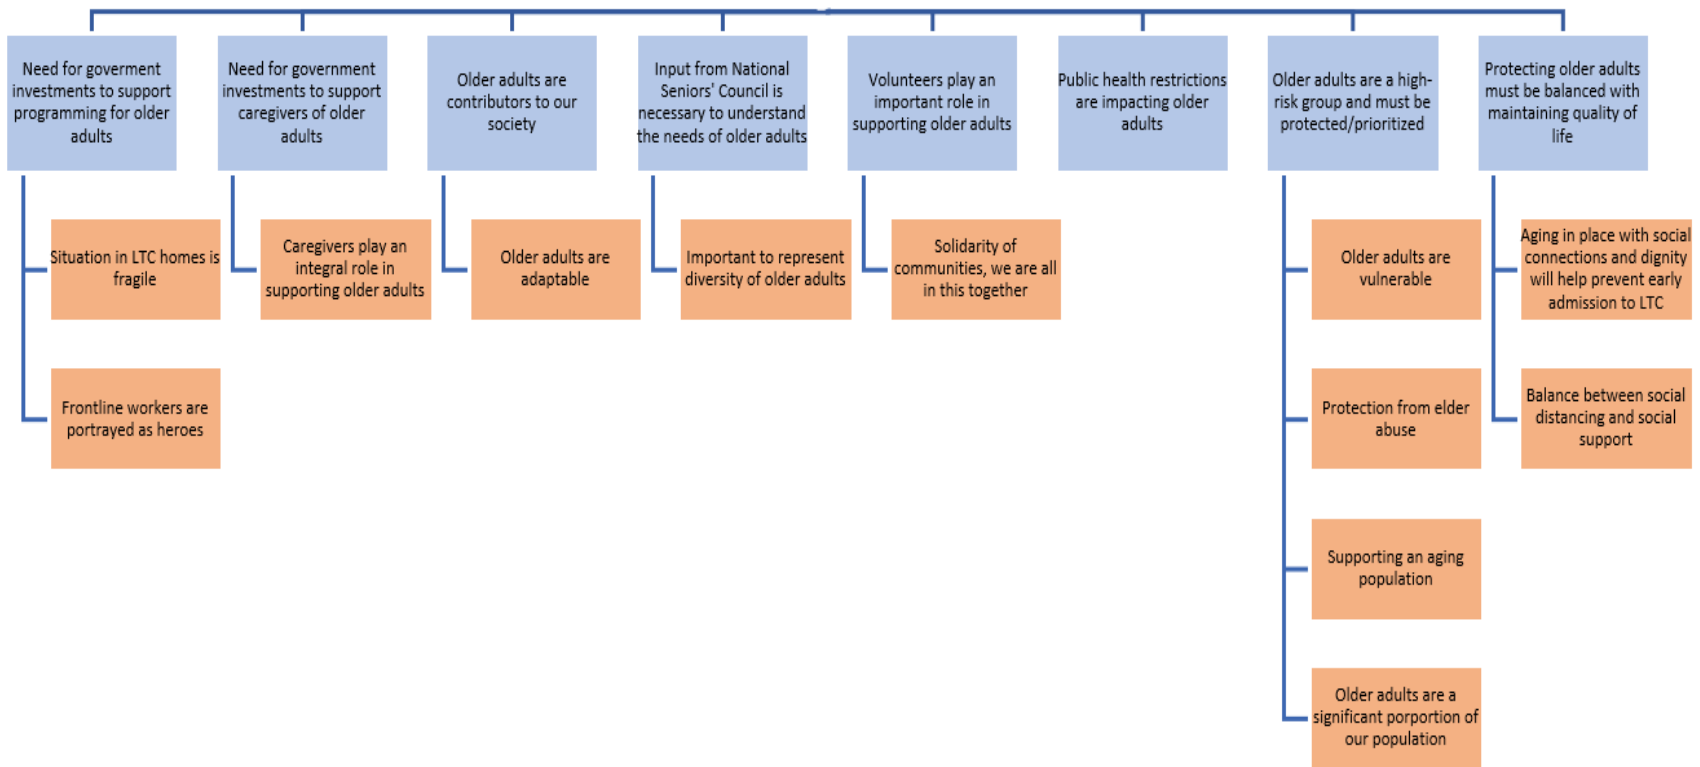 Need for goverment
investments to support
programming for older
adults
Need for government
investments to support
caregivers of older
adults
Older adults are
contributors to our
society
Input from National
Seniors' Council is
necessary to understand
the needs of older adults
Volunteers play an
important role in
supporting older adults
Public health restrictions
are impacting older
adults
Older adults are a high-
risk group and must be
protected/prioritized
Protecting older adults
must be balanced with
maintaining quality of
life
Situation in LTC homes is
fragile
Caregivers play an
integral role in
supporting older adults
Older adults are
adaptable
Important to represent
diversity of older adults
Solidarity of
communities, we are all
in this together
Older adults are
vulnerable
Aging in place with social
connections and dignity
will help prevent early
admission to LTC
Frontline workers are
portrayed as heroes
Protection from elder
abuse
Balance between social
distancing and social
support
Supporting an aging
population
Older adults are a
significant porportion of
our population